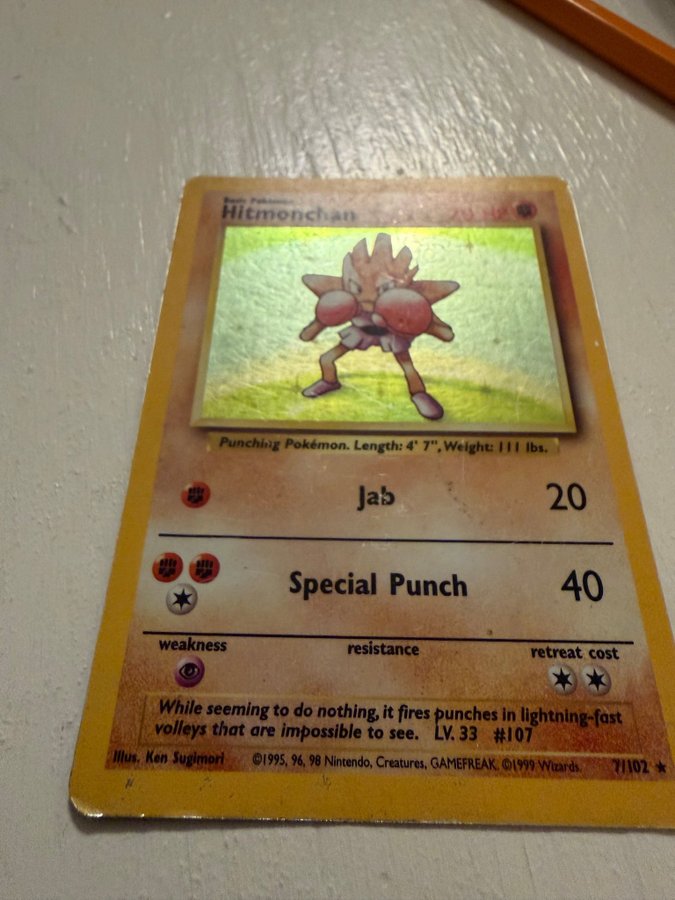 Basic Pokémon
Hitmonchan 70 HP
Punching Pokémon. Length: 4' 7", Weight: 111 lbs.
Jab 20
Special Punch 40
weakness resistance retreat cost
While seeming to do nothing, it fires punches in lightning-fast
volleys that are impossible to see. LV. 33 #107
Illus. Ken Sugimori ©1995, 96, 98 Nintendo, Creatures, GAMEFREAK. ©1999 Wizards. 7/102